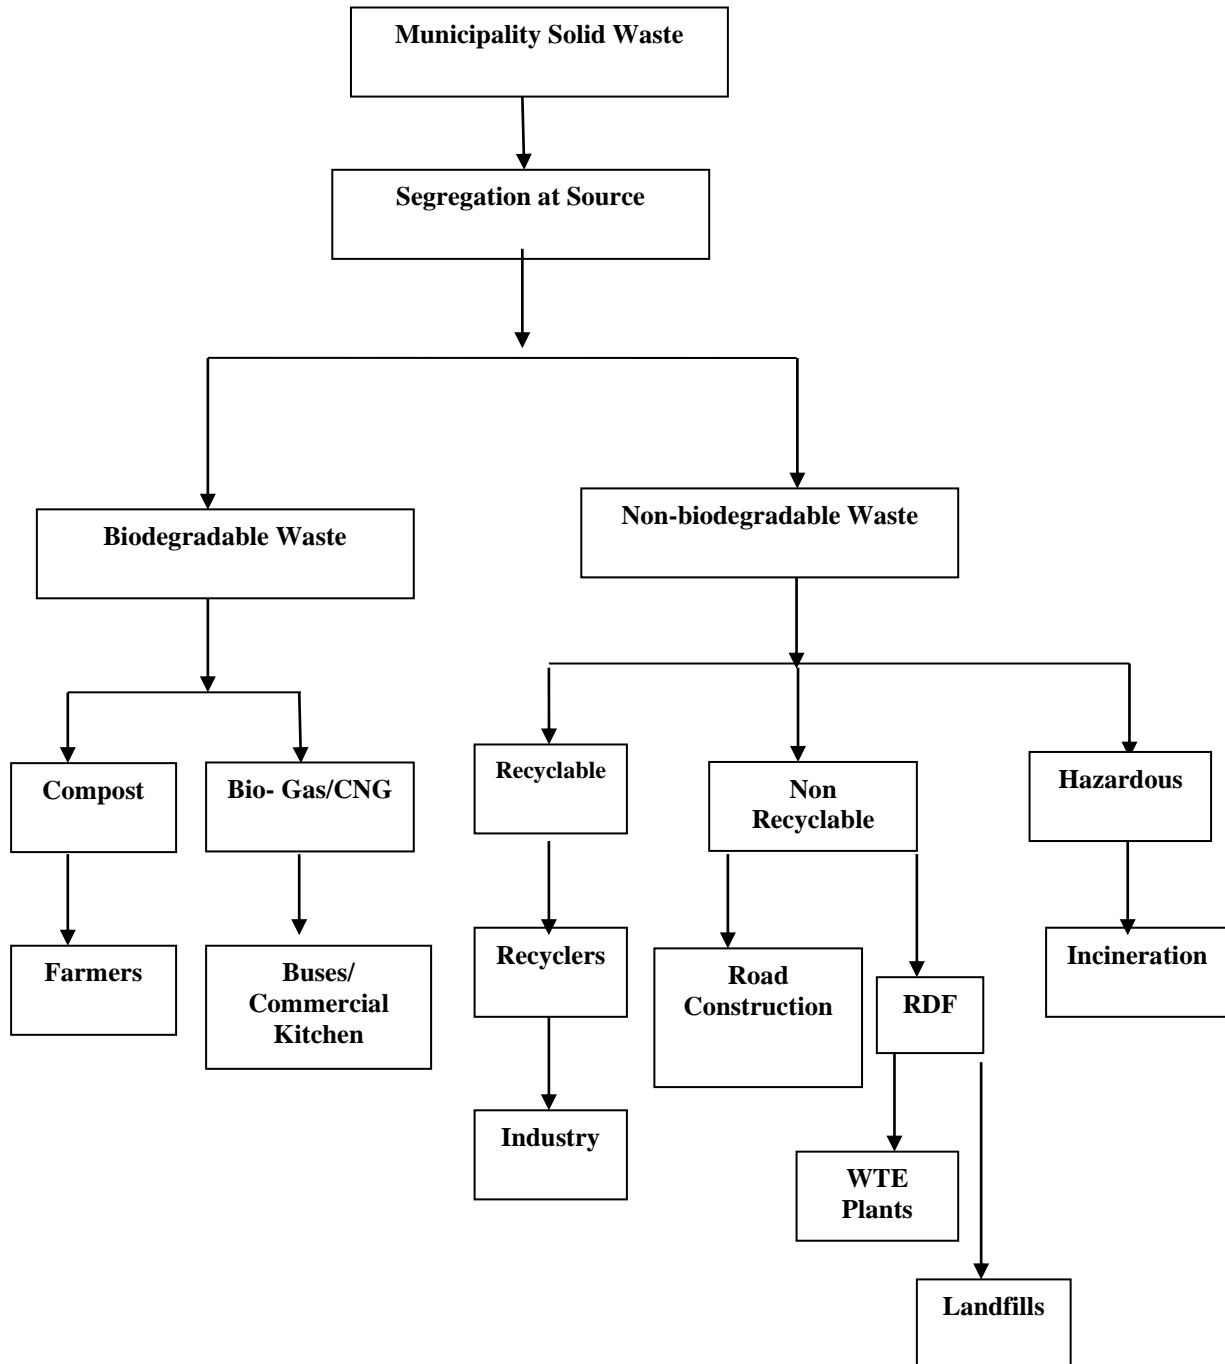 Municipality Solid Waste
Segregation at Source
Biodegradable Waste
Non-biodegradable Waste
Compost
Bio- Gas/CNG
Recyclable
Non
Recyclable
Hazardous
Farmers
Buses/
Commercial
Kitchen
Recyclers
Road
Construction
RDF
Incineration
Industry
WTE
Plants
Landfills